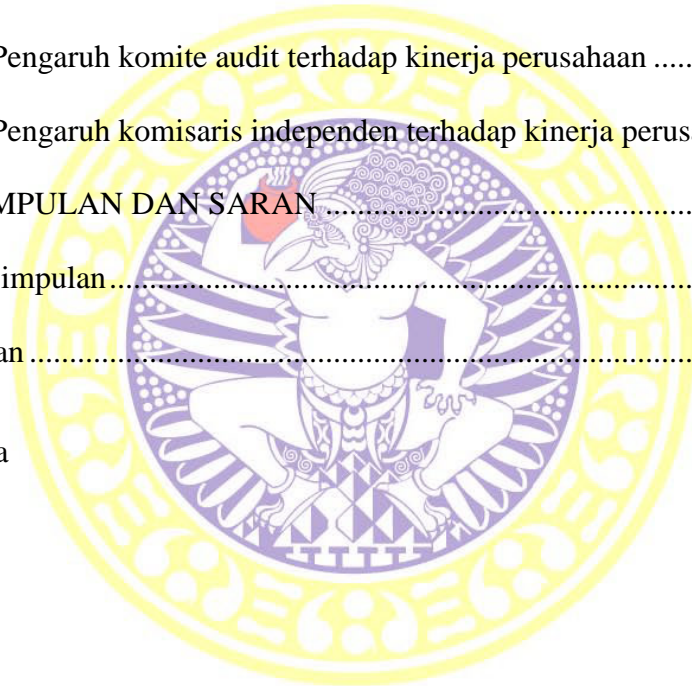 Pengaruh komite audit terhadap kinerja perusahaan .....
Pengaruh komisaris independen terhadap kinerja perus
MPULAN DAN SARAN ....................................................
impulan....................................................................................
an ..................................................................................................
a